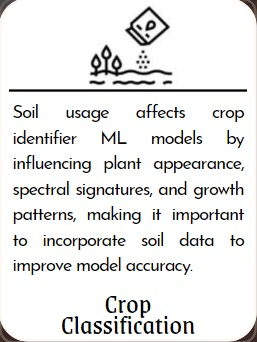 Soil usage affects crop
identifier ML models by
influencing plant appearance,
spectral signatures, and growth
patterns, making it important
to incorporate soil data to
improve model accuracy.
Crop
Classification